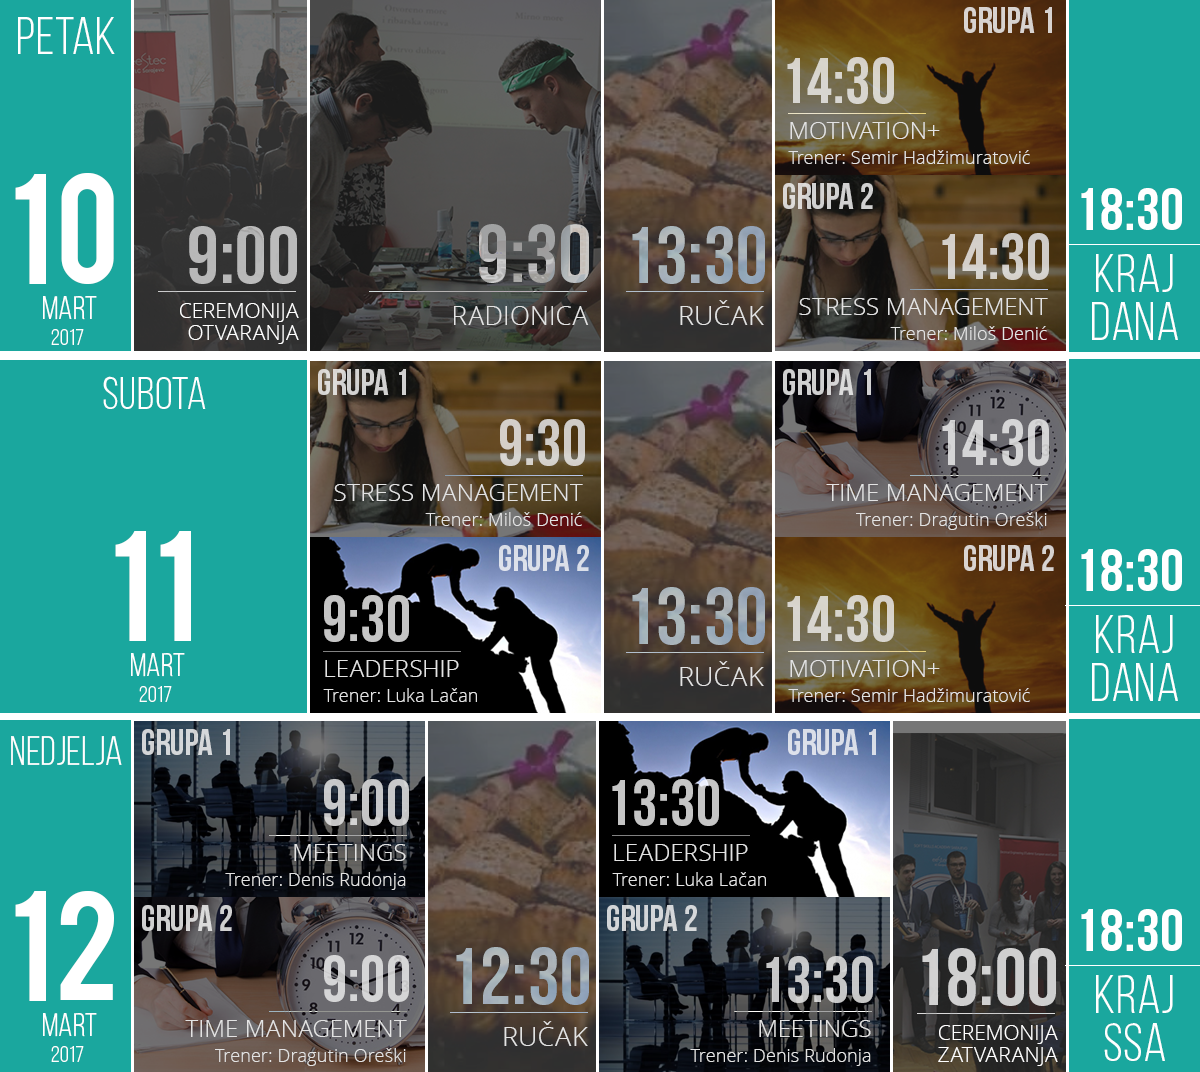 PETAK
10
MART
2017
9:00
CEREMONIJA
OTVARANJA
9:30
RADIONICA
13:30
RUČAK
GRUPA 1
14:30
MOTIVATION+
Trener: Semir Hadžimuratović
GRUPA 2
14:30
STRESS MANAGEMENT
Trener: Miloš Denić
18:30
KRAJ
DANA
SUBOTA
11
MART
2017
GRUPA 1
9:30
STRESS MANAGEMENT
Trener: Miloš Denić
GRUPA 2
9:30
LEADERSHIP
Trener: Luka Lačan
13:30
RUČAK
GRUPA 1
14:30
TIME MANAGEMENT
Trener: Dragutin Oreški
GRUPA 2
14:30
MOTIVATION+
Trener: Semir Hadžimuratović
18:30
KRAJ
DANA
NEDJELJA
12
MART
2017
GRUPA 1
9:00
MEETINGS
Trener: Denis Rudonja
GRUPA 2
9:00
TIME MANAGEMENT
Trener: Dragutin Oreški
12:30
RUČAK
GRUPA 1
13:30
LEADERSHIP
Trener: Luka Lačan
GRUPA 2
13:30
MEETINGS
Trener: Denis Rudonja
18:00
CEREMONIJA
ZATVARANJA
18:30
KRAJ
SSA